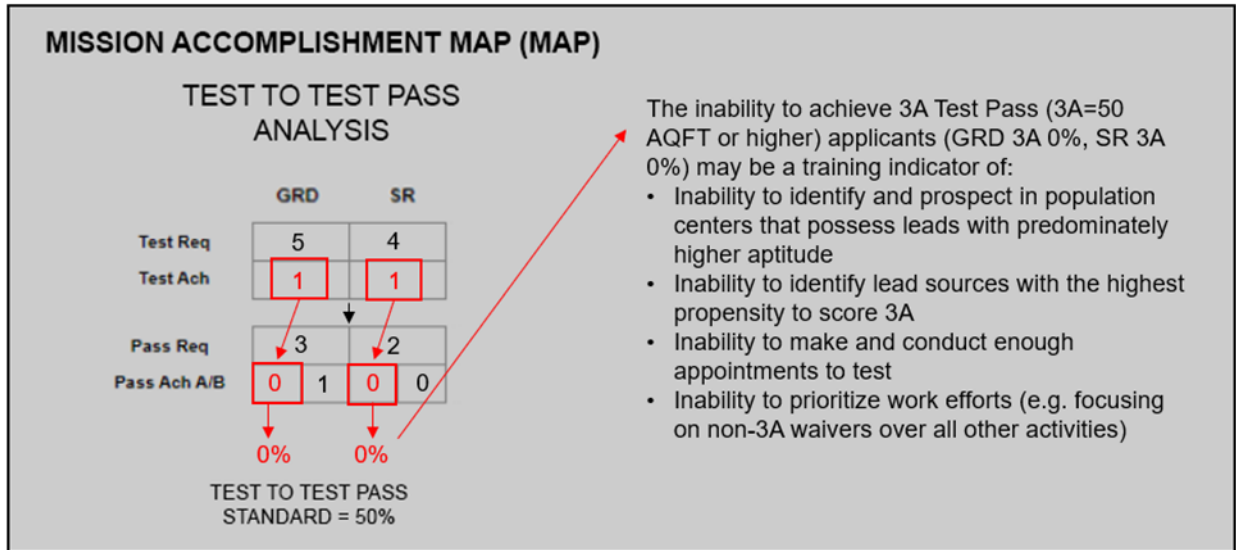 MISSION ACCOMPLISHMENT MAP (MAP)
TEST TO TEST PASS
ANALYSIS
GRD SR
Test Req 5 4
Test Ach 1 1
Pass Req 3 2
Pass Ach A/B 0 1 0 0
0% 0%
TEST TO TEST PASS
STANDARD = 50%
The inability to achieve 3A Test Pass (3A=50
AQFT or higher) applicants (GRD 3A 0%, SR 3A
0%) may be a training indicator of:
• Inability to identify and prospect in population
centers that possess leads with predominately
higher aptitude
• Inability to identify lead sources with the highest
propensity to score 3A
• Inability to make and conduct enough
appointments to test
• Inability to prioritize work efforts (e.g. focusing
on non-3A waivers over all other activities)